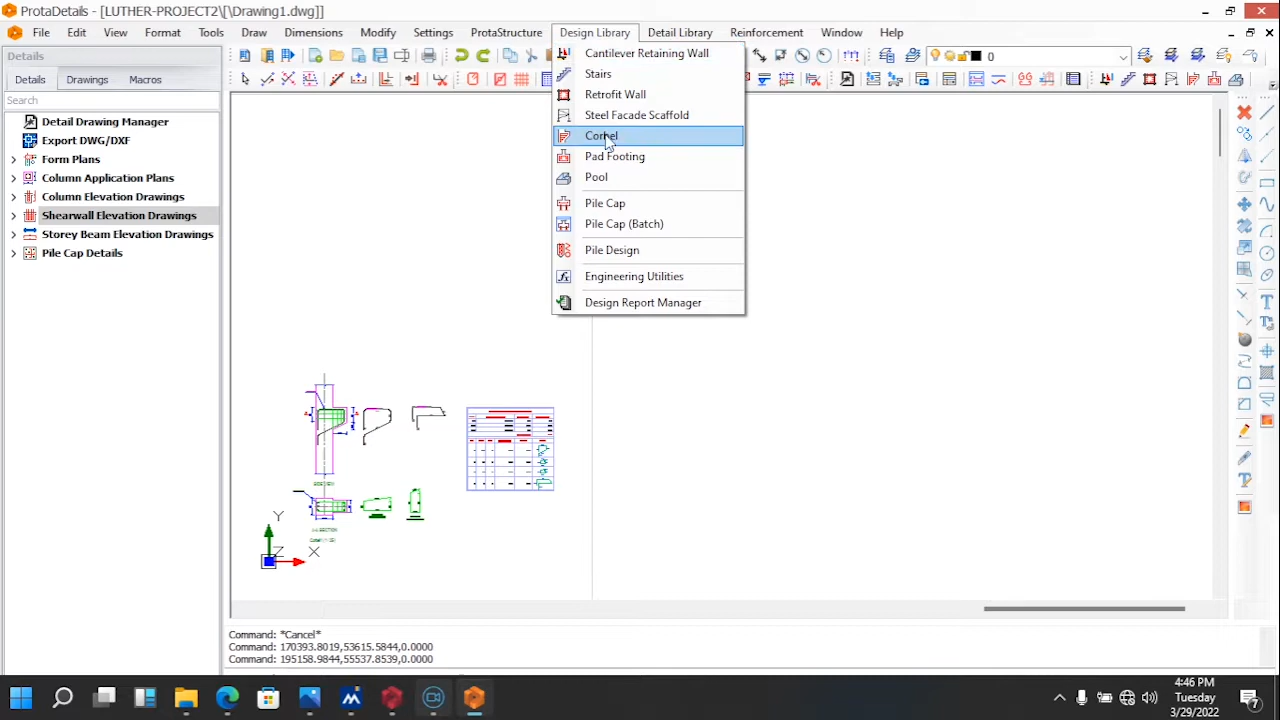 ProtaDetails - [LUTHER-PROJECT2\[\Drawing1.dwg]]
File Edit View Format Tools Draw Dimensions Modify Settings ProtaStructure Design Library Detail Library Reinforcement Window Help
Details
Details Drawings Macros
Search
Detail Drawing Manager
Export DWG/DXF
Form Plans
Column Application Plans
Column Elevation Drawings
Shearwall Elevation Drawings
Storey Beam Elevation Drawings
Pile Cap Details
Cantilever Retaining Wall
Stairs
Retrofit Wall
Steel Facade Scaffold
Corbel
Pad Footing
Pool
Pile Cap
Pile Cap (Batch)
Pile Design
Engineering Utilities
Design Report Manager
0
Y
Z X
Command: *Cancel*
Command: 170393.8019,53615.5844,0.0000
Command: 195158.9844,55537.8539,0.0000
4:46 PM
Tuesday
3/29/2022
7